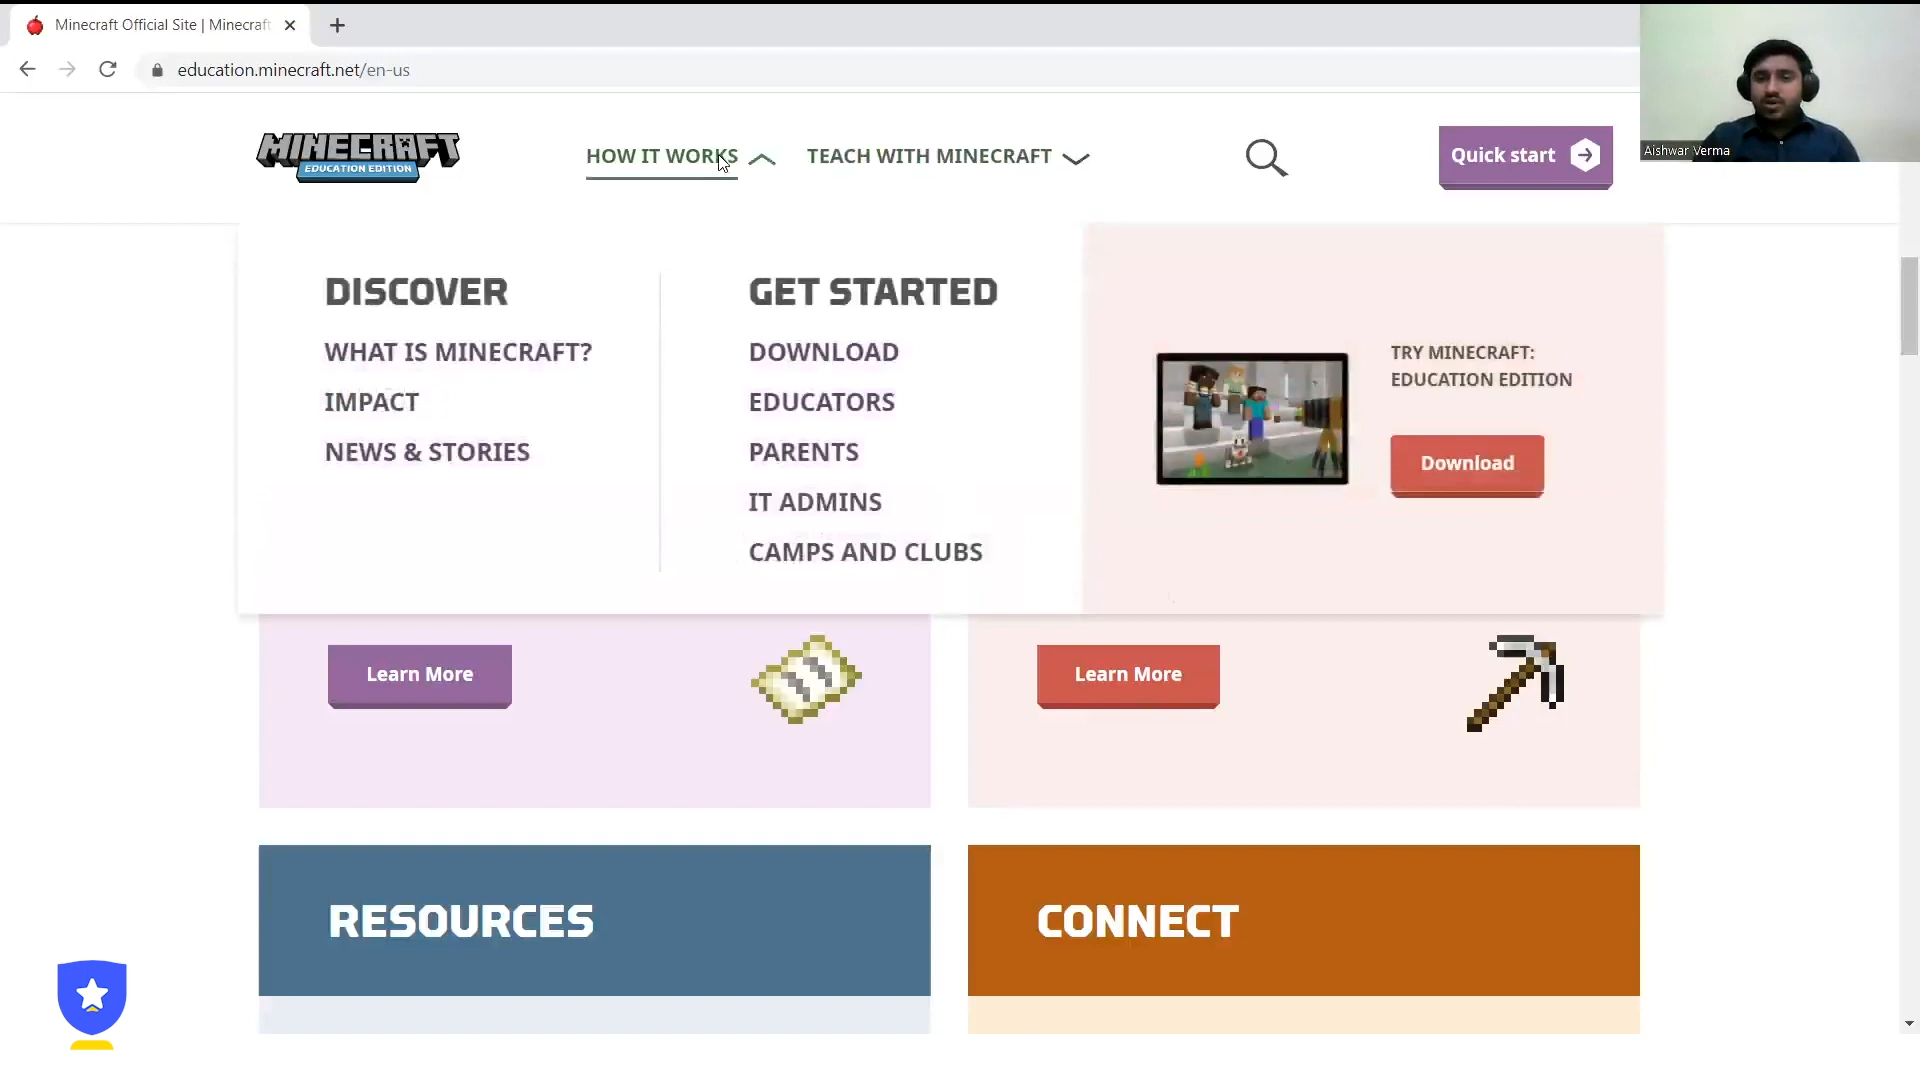 Minecraft Official Site | Minecraft
education.minecraft.net/en-us
MINECRAFT
EDUCATION EDITION
HOW IT WORKS
TEACH WITH MINECRAFT
Quick start
Aishwar Verma
DISCOVER
WHAT IS MINECRAFT?
IMPACT
NEWS & STORIES
GET STARTED
DOWNLOAD
EDUCATORS
PARENTS
IT ADMINS
CAMPS AND CLUBS
TRY MINECRAFT:
EDUCATION EDITION
Download
Learn More
Learn More
RESOURCES
CONNECT